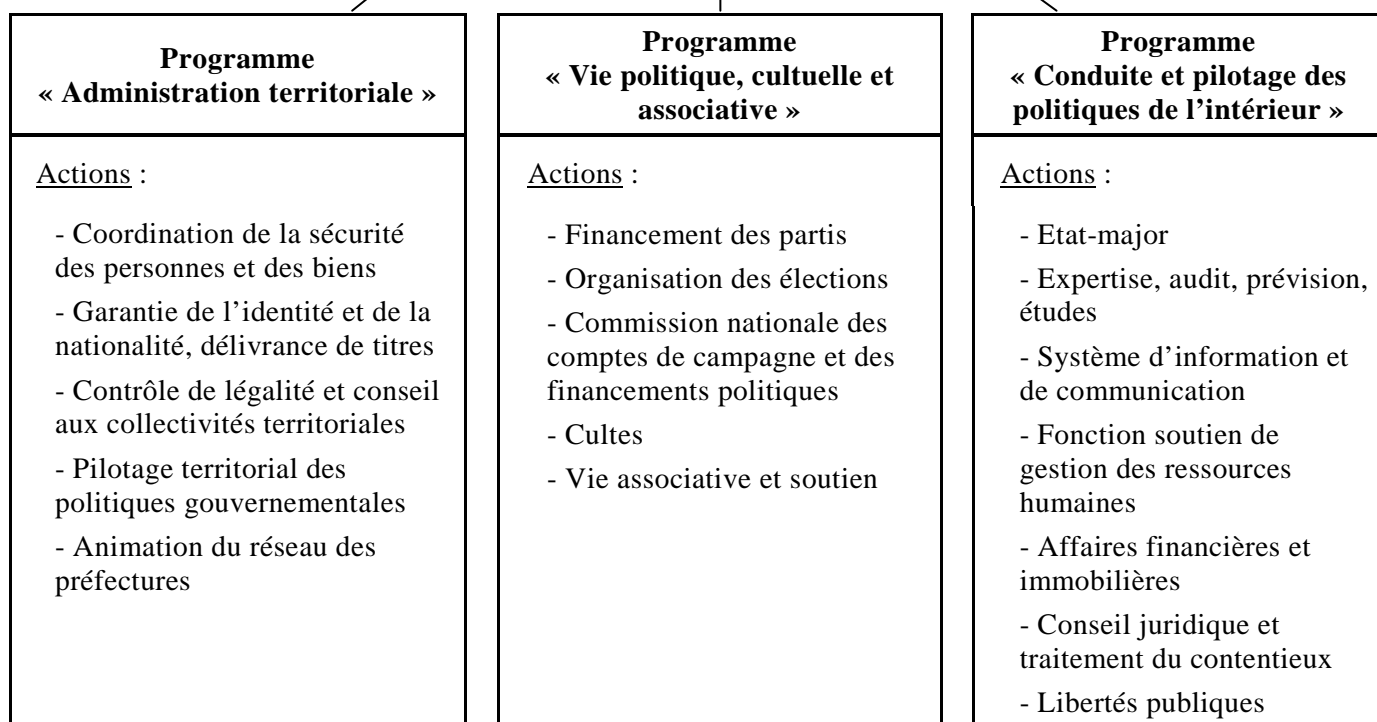 Programme
« Administration territoriale »
Actions :
- Coordination de la sécurité
des personnes et des biens
- Garantie de l’identité et de la
nationalité, délivrance de titres
- Contrôle de légalité et conseil
aux collectivités territoriales
- Pilotage territorial des
politiques gouvernementales
- Animation du réseau des
préfectures
Programme
« Vie politique, cultuelle et
associative »
Actions :
- Financement des partis
- Organisation des élections
- Commission nationale des
comptes de campagne et des
financements politiques
- Cultes
- Vie associative et soutien
Programme
« Conduite et pilotage des
politiques de l’intérieur »
Actions :
- Etat-major
- Expertise, audit, prévision,
études
- Système d’information et
de communication
- Fonction soutien de
gestion des ressources
humaines
- Affaires financières et
immobilières
- Conseil juridique et
traitement du contentieux
- Libertés publiques